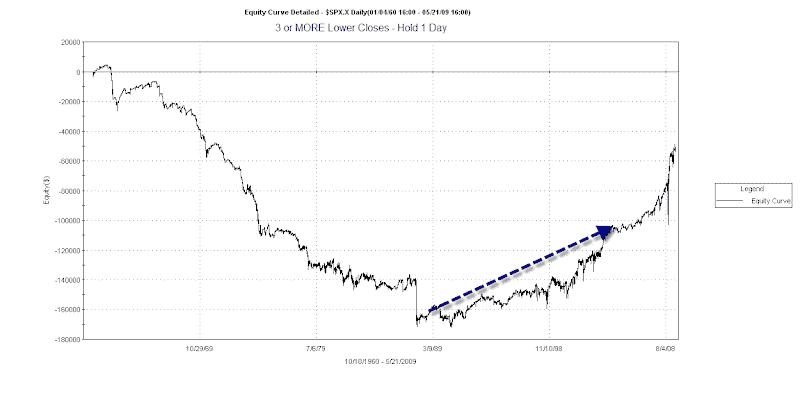 Equity Curve Detailed - $SPX.X Daily(01/04/60 16:00 - 05/21/09 16:00)
3 or MORE Lower Closes - Hold 1 Day
20000
0
-20000
-40000
-60000
-80000
-100000
-120000
-140000
-160000
-180000
Equity($)
10/29/69
7/6/79
3/9/89
11/10/98
8/4/08
10/18/1960 - 5/21/2009
Legend
Equity Curve